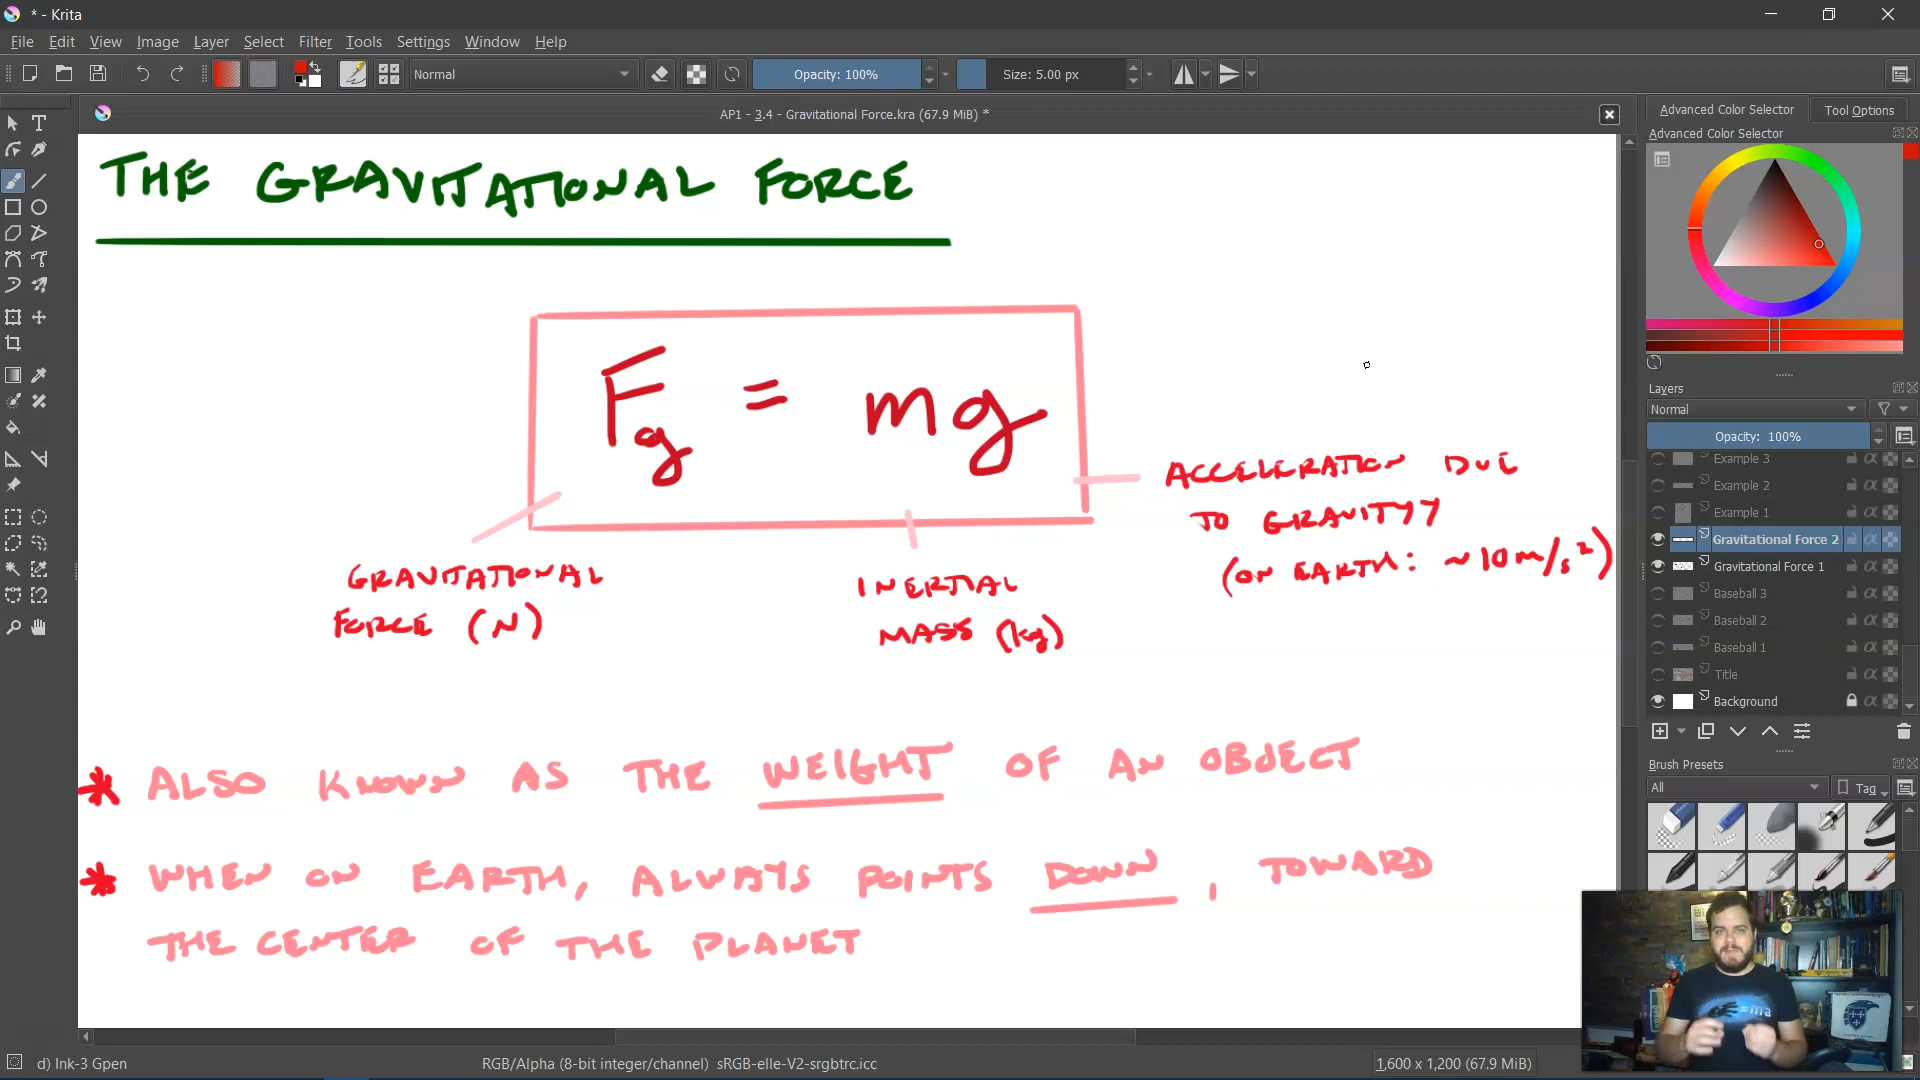 * - Krita
File Edit View Image Layer Select Filter Tools Settings Window Help
Normal Opacity: 100% Size: 5.00 px
AP1 - 3.4 - Gravitational Force.kra (67.9 MiB) *
Advanced Color Selector Tool Options
Advanced Color Selector
THE GRAVITATIONAL FORCE
Fg = mg
GRAVITATIONAL
FORCE (N)
INERTIAL
MASS (kg)
ACCELERATION DUE
TO GRAVITY
(ON EARTH: ~10m/s²)
* ALSO KNOWN AS THE WEIGHT OF AN OBJECT
* WHEN ON EARTH, ALWAYS POINTS DOWN, TOWARD
THE CENTER OF THE PLANET
Layers
Normal
Opacity: 100%
Example 3
Example 2
Example 1
Gravitational Force 2
Gravitational Force 1
Baseball 3
Baseball 2
Baseball 1
Title
Background
Brush Presets
All Tag
=ma
d) Ink-3 Gpen RGB/Alpha (8-bit integer/channel) sRGB-elle-V2-srgbtrc.icc 1,600 x 1,200 (67.9 MiB)